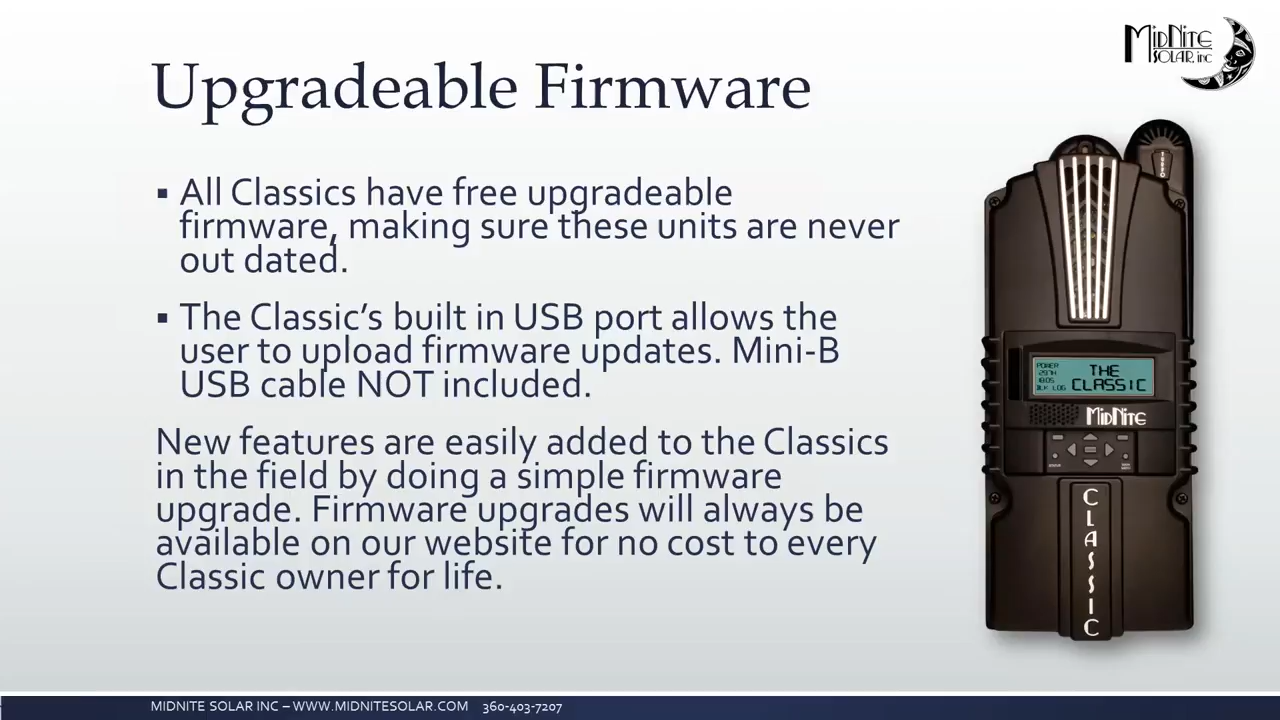 MIDNITE
SOLAR, INC
Upgradeable Firmware
▪ All Classics have free upgradeable
firmware, making sure these units are never
out dated.
▪ The Classic’s built in USB port allows the
user to upload firmware updates. Mini-B
USB cable NOT included.
New features are easily added to the Classics
in the field by doing a simple firmware
upgrade. Firmware upgrades will always be
available on our website for no cost to every
Classic owner for life.
TURBO
POWER
THE
CLASSIC
MIDNITE
CLASSIC
MIDNITE SOLAR INC – WWW.MIDNITESOLAR.COM 360-403-7207